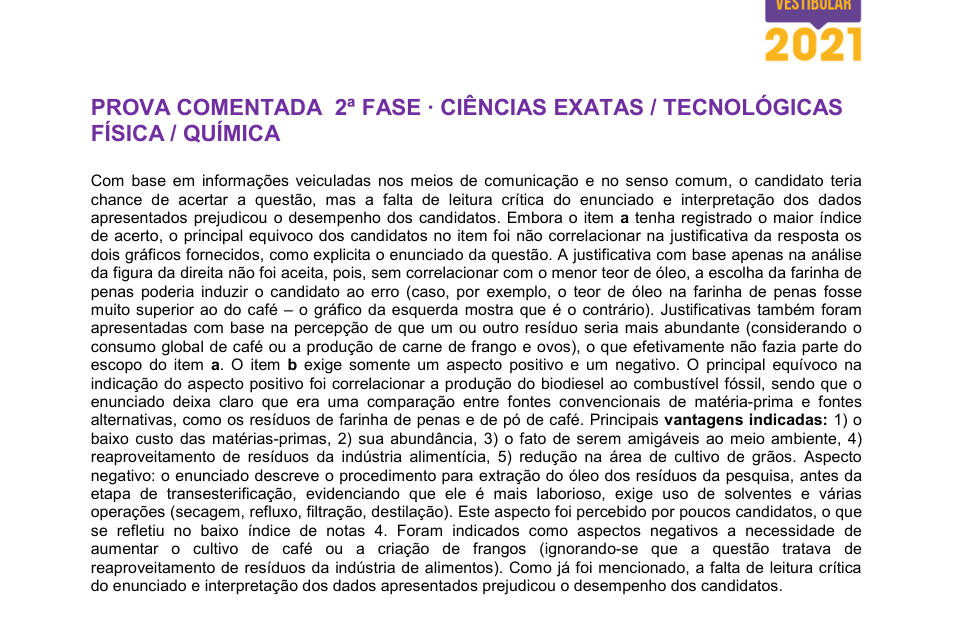 VESTIBULAR
2021
PROVA COMENTADA 2ª FASE · CIÊNCIAS EXATAS / TECNOLÓGICAS
FÍSICA / QUÍMICA
Com base em informações veiculadas nos meios de comunicação e no senso comum, o candidato teria
chance de acertar a questão, mas a falta de leitura crítica do enunciado e interpretação dos dados
apresentados prejudicou o desempenho dos candidatos. Embora o item a tenha registrado o maior índice
de acerto, o principal equivoco dos candidatos no item foi não correlacionar na justificativa da resposta os
dois gráficos fornecidos, como explicita o enunciado da questão. A justificativa com base apenas na análise
da figura da direita não foi aceita, pois, sem correlacionar com o menor teor de óleo, a escolha da farinha de
penas poderia induzir o candidato ao erro (caso, por exemplo, o teor de óleo na farinha de penas fosse
muito superior ao do café – o gráfico da esquerda mostra que é o contrário). Justificativas também foram
apresentadas com base na percepção de que um ou outro resíduo seria mais abundante (considerando o
consumo global de café ou a produção de carne de frango e ovos), o que efetivamente não fazia parte do
escopo do item a. O item b exige somente um aspecto positivo e um negativo. O principal equívoco na
indicação do aspecto positivo foi correlacionar a produção do biodiesel ao combustível fóssil, sendo que o
enunciado deixa claro que era uma comparação entre fontes convencionais de matéria-prima e fontes
alternativas, como os resíduos de farinha de penas e de pó de café. Principais vantagens indicadas: 1) o
baixo custo das matérias-primas, 2) sua abundância, 3) o fato de serem amigáveis ao meio ambiente, 4)
reaproveitamento de resíduos da indústria alimentícia, 5) redução na área de cultivo de grãos. Aspecto
negativo: o enunciado descreve o procedimento para extração do óleo dos resíduos da pesquisa, antes da
etapa de transesterificação, evidenciando que ele é mais laborioso, exige uso de solventes e várias
operações (secagem, refluxo, filtração, destilação). Este aspecto foi percebido por poucos candidatos, o que
se refletiu no baixo índice de notas 4. Foram indicados como aspectos negativos a necessidade de
aumentar o cultivo de café ou a criação de frangos (ignorando-se que a questão tratava de
reaproveitamento de resíduos da indústria de alimentos). Como já foi mencionado, a falta de leitura crítica
do enunciado e interpretação dos dados apresentados prejudicou o desempenho dos candidatos.